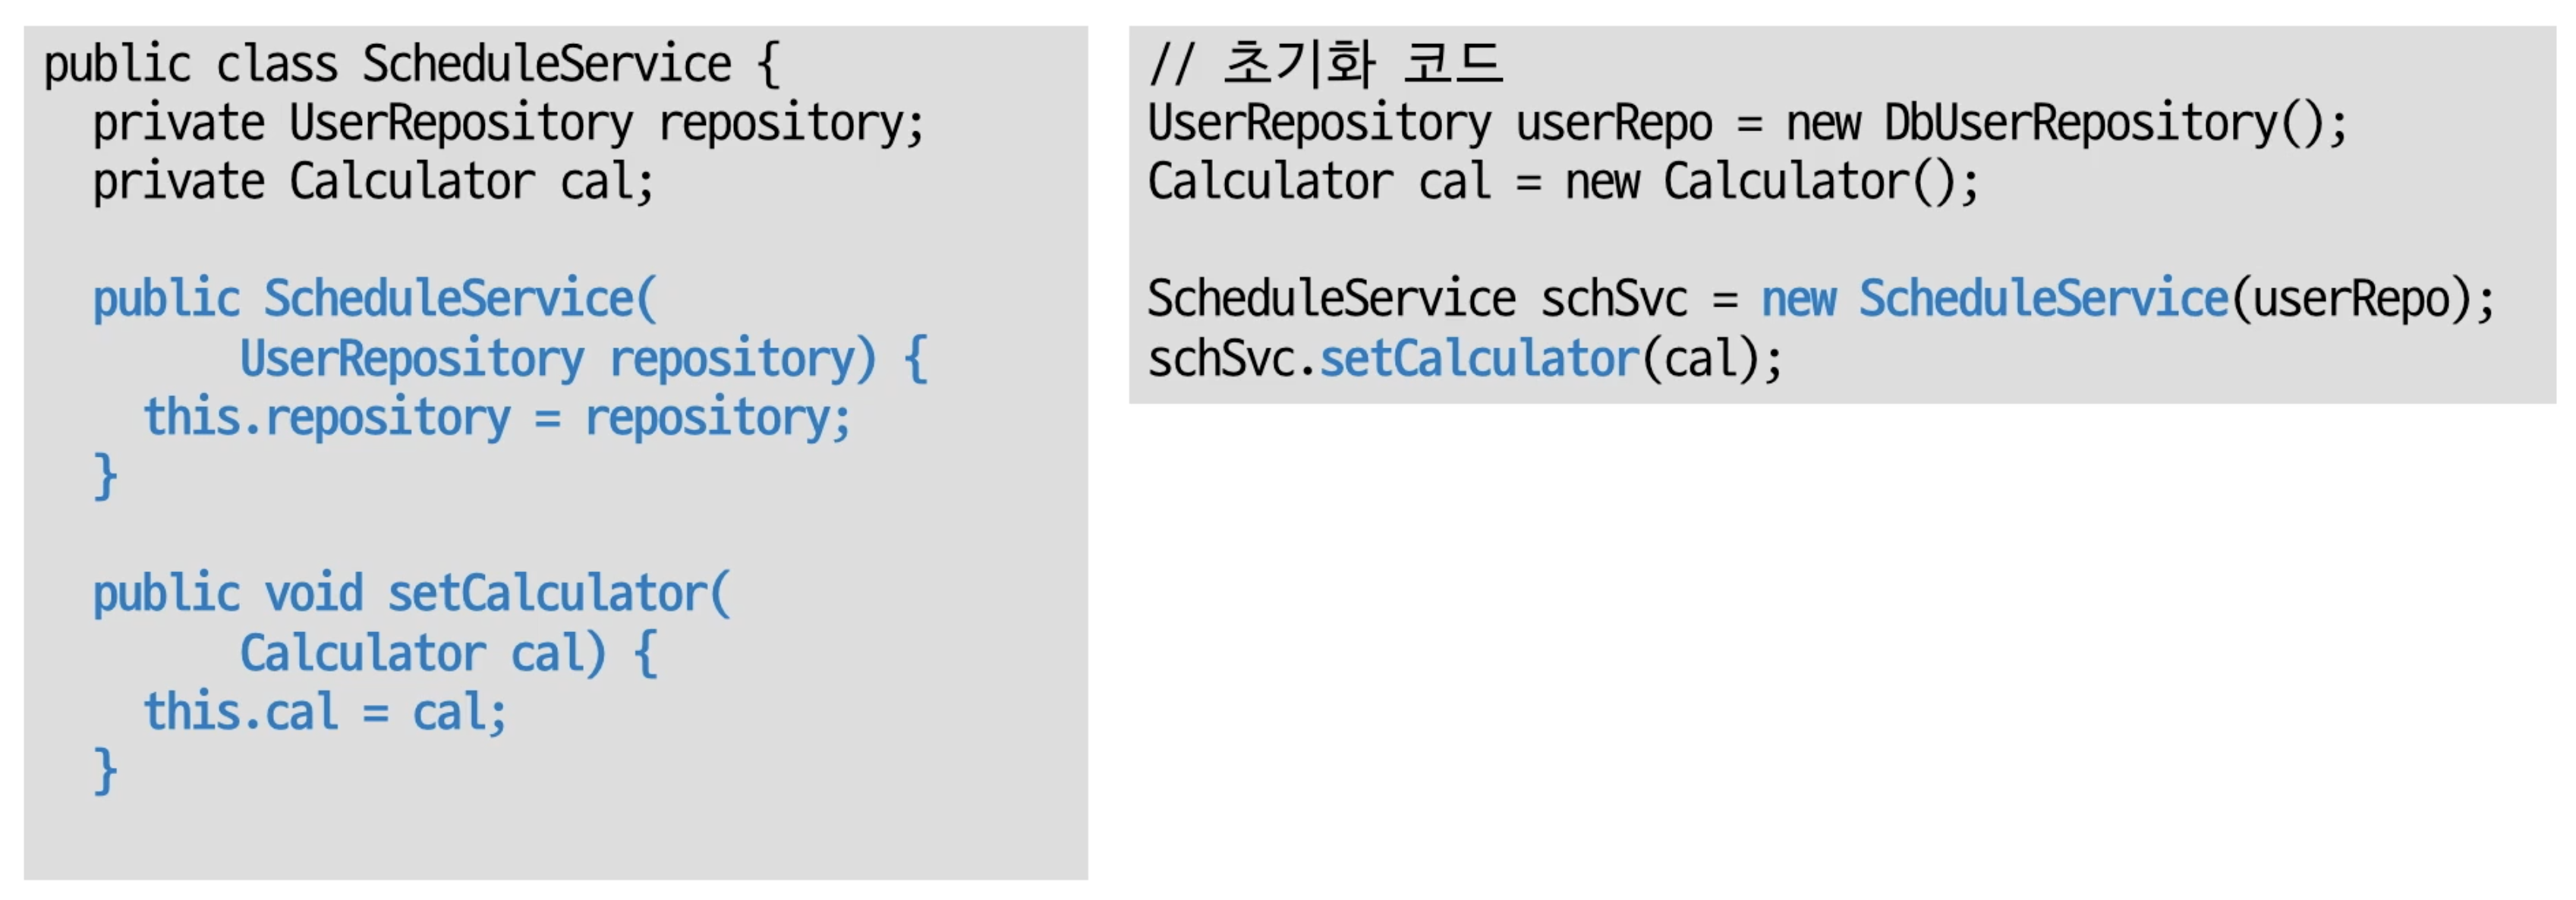 public class ScheduleService {
  private UserRepository repository;
  private Calculator cal;

  public ScheduleService(
        UserRepository repository) {
    this.repository = repository;
  }

  public void setCalculator(
        Calculator cal) {
    this.cal = cal;
  }

// 초기화 코드
UserRepository userRepo = new DbUserRepository();
Calculator cal = new Calculator();

ScheduleService schSvc = new ScheduleService(userRepo);
schSvc.setCalculator(cal);